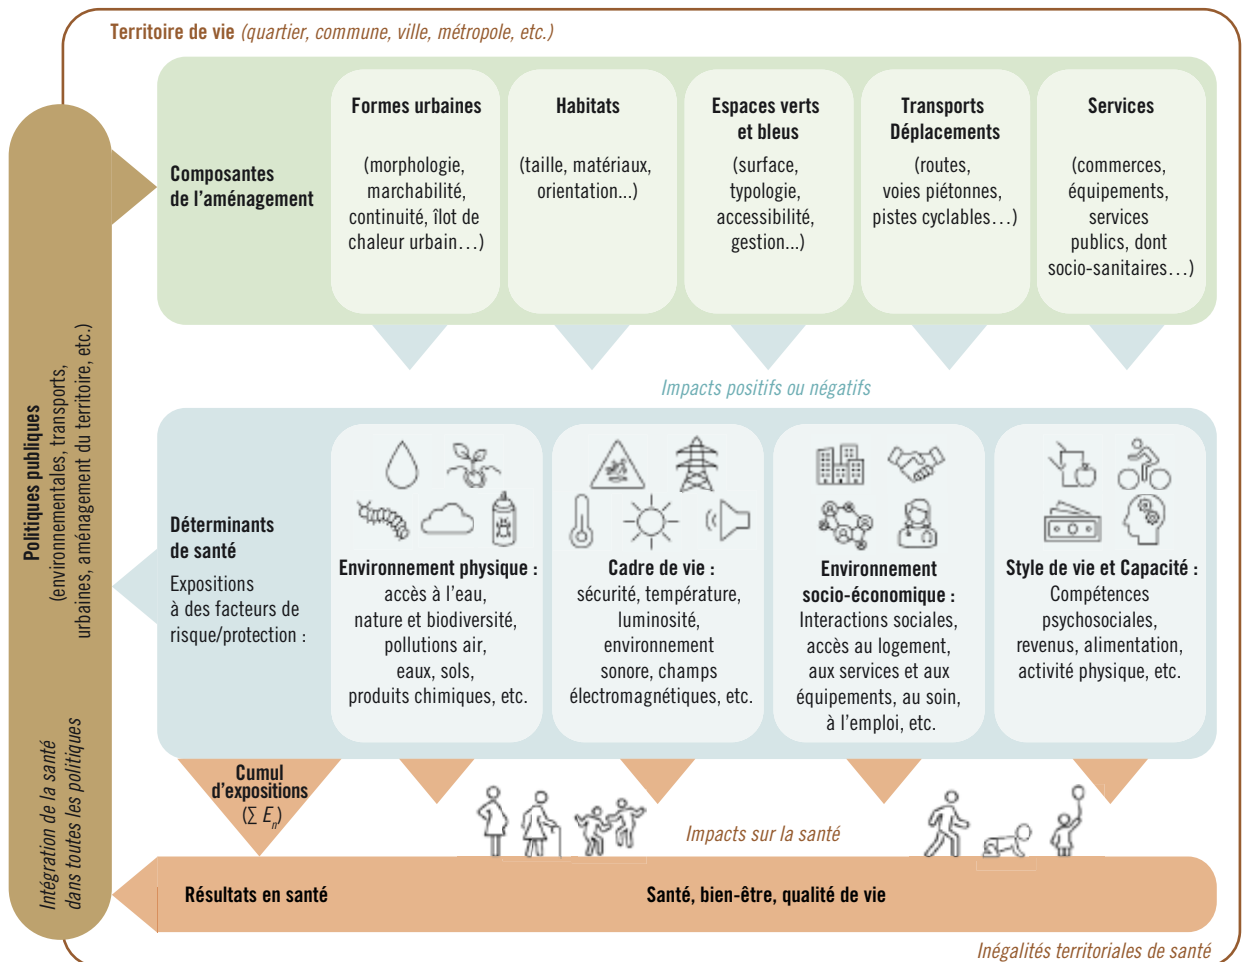 Territoire de vie (quartier, commune, ville, métropole, etc.)
Politiques publiques
(environnementales, transports,
urbaines, aménagement du territoire, etc.)
Intégration de la santé
dans toutes les politiques
Composantes
de l’aménagement
Formes urbaines
(morphologie,
marchabilité,
continuité, îlot de
chaleur urbain…)
Habitats
(taille, matériaux,
orientation...)
Espaces verts
et bleus
(surface,
typologie,
accessibilité,
gestion...)
Transports
Déplacements
(routes,
voies piétonnes,
pistes cyclables…)
Services
(commerces,
équipements,
services
publics, dont
socio-sanitaires…)
Impacts positifs ou négatifs
Déterminants
de santé
Expositions
à des facteurs de
risque/protection :
Environnement physique :
accès à l’eau,
nature et biodiversité,
pollutions air,
eaux, sols,
produits chimiques, etc.
Cadre de vie :
sécurité, température,
luminosité,
environnement
sonore, champs
électromagnétiques, etc.
Environnement
socio-économique :
Interactions sociales,
accès au logement,
aux services et aux
équipements, au soin,
à l’emploi, etc.
Style de vie et Capacité :
Compétences
psychosociales,
revenus, alimentation,
activité physique, etc.
Cumul
d’expositions
(∑ Eₙ)
Impacts sur la santé
Résultats en santé
Santé, bien-être, qualité de vie
Inégalités territoriales de santé